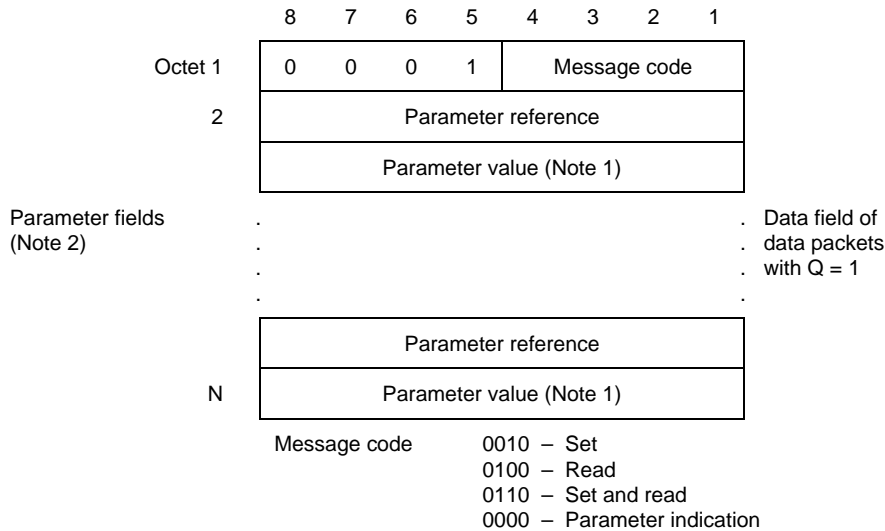 8 7 6 5 4 3 2 1
Octet 1 0 0 0 1 Message code
2 Parameter reference
Parameter value (Note 1)
Parameter fields . . Data field of
(Note 2) . . data packets
. . with Q = 1
. .
Parameter reference
N Parameter value (Note 1)
Message code 0010 – Set
0100 – Read
0110 – Set and read
0000 – Parameter indication